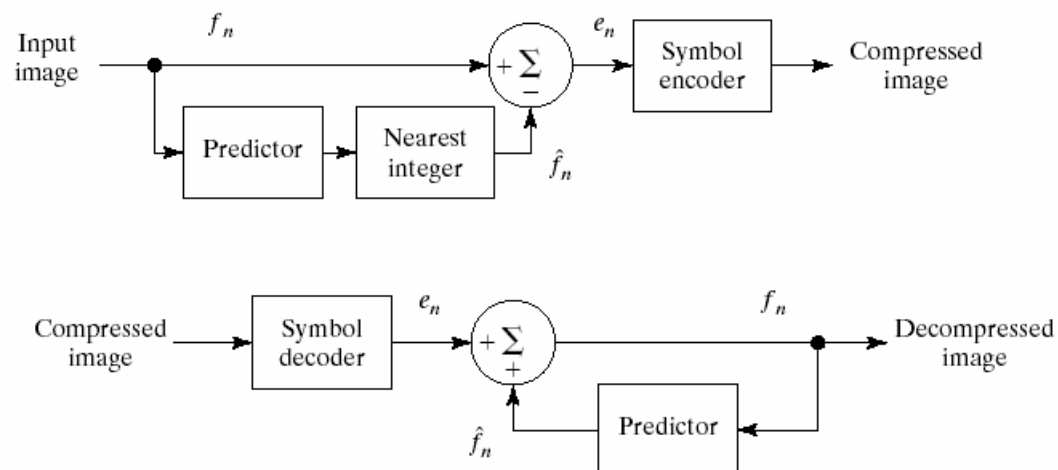 Input
image
f_n
+ Σ
−
e_n
Symbol
encoder
Compressed
image
Predictor
Nearest
integer
f̂_n
Compressed
image
Symbol
decoder
e_n
+ Σ
+
f_n
Decompressed
image
f̂_n
Predictor